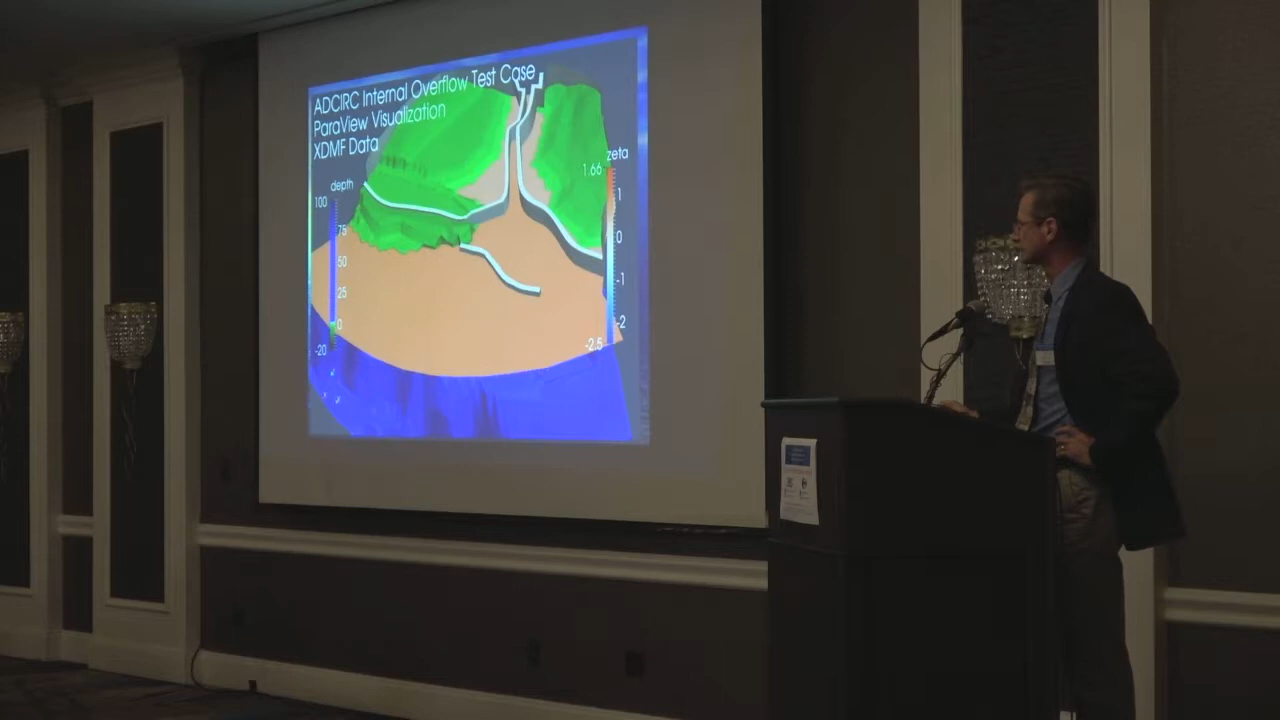 ADCIRC Internal Overflow Test Case
ParaView Visualization
XDMF Data
depth
100
75
50
25
0
-20
zeta
1.66
1
0
-1
-2
-2.5